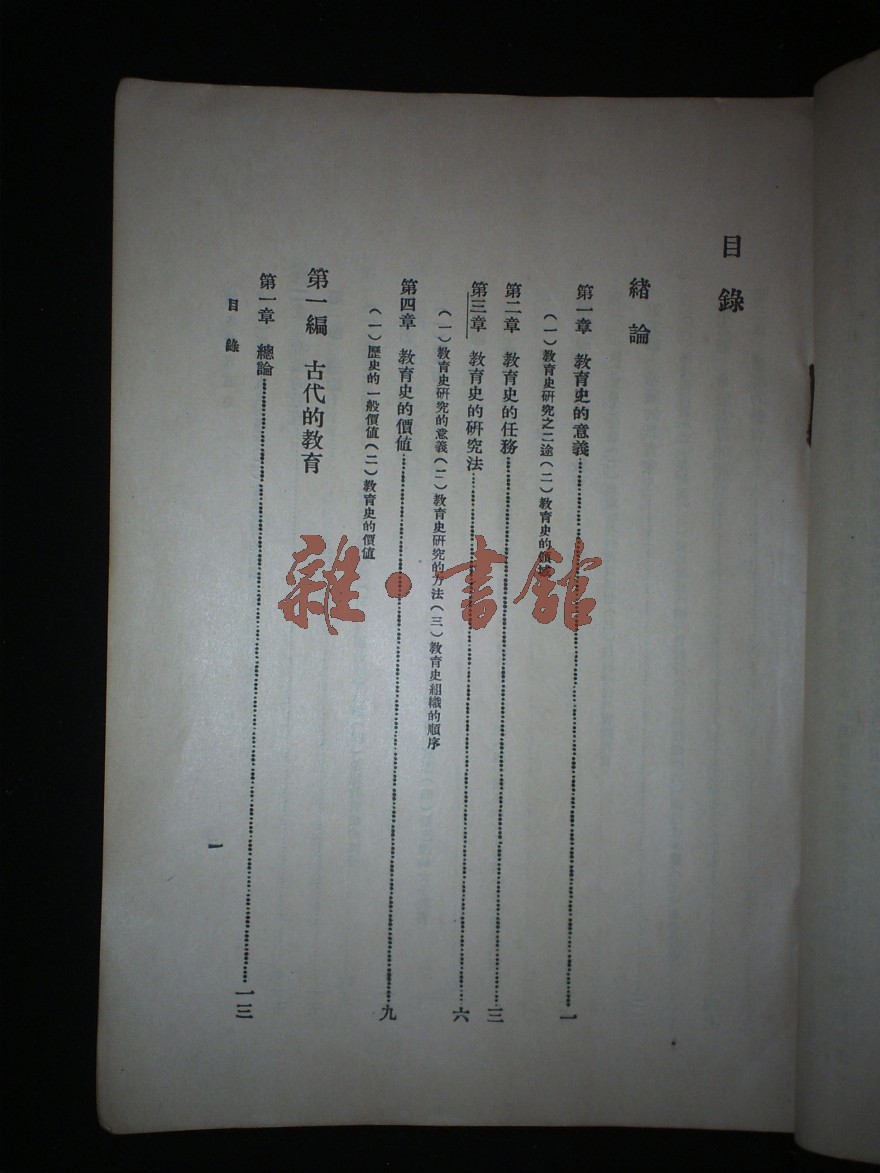 目錄
緒論
第一章 教育史的意義……一
(一)教育史研究之二途(二)教育史的領域
第二章 教育史的任務……三
第三章 教育史的研究法……六
(一)教育史研究的意義(二)教育史研究的方法(三)教育史組織的順序
第四章 教育史的價値……九
(一)歷史的一般價値(二)教育史的價値
第一編 古代的教育
第一章 總論……一三
目錄
一
雜·書館